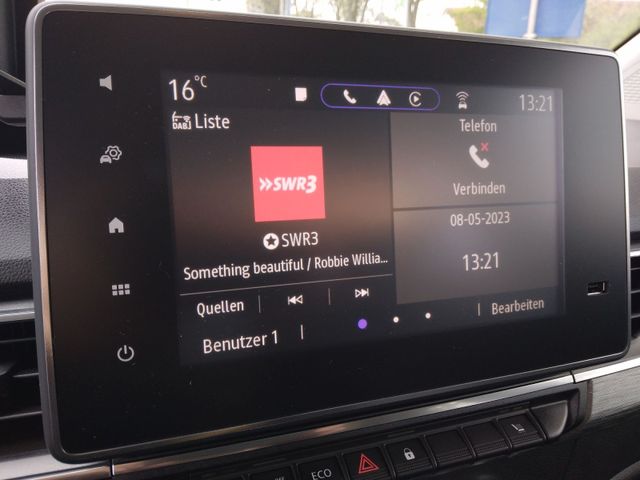 16°C
13:21
DAB Liste
Telefon
»SWR3
Verbinden
SWR3
08-05-2023
Something beautiful / Robbie Willia...
13:21
Quellen
Bearbeiten
Benutzer 1
ECO